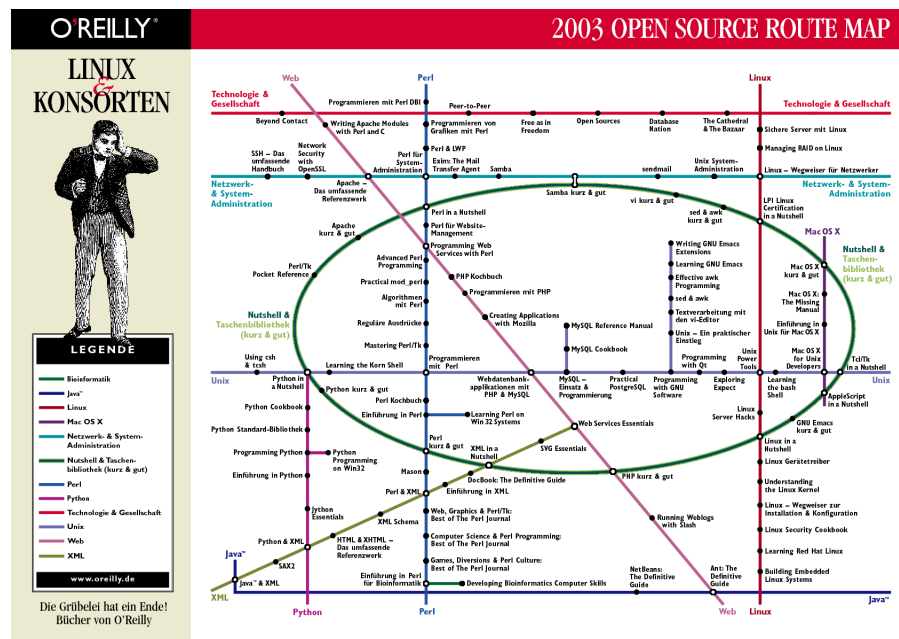 O'REILLY®
2003 OPEN SOURCE ROUTE MAP
LINUX
&
KONSORTEN
LEGENDE
Bioinformatik
Java™
Linux
Mac OS X
Netzwerk- & System-
Administration
Nutshell & Taschen-
bibliothek (kurz & gut)
Perl
Python
Technologie & Gesellschaft
Unix
Web
XML
www.oreilly.de
Die Grübelei hat ein Ende!
Bücher von O'Reilly
Web
Perl
Linux
Technologie &
Gesellschaft
Programmieren mit Perl DBI
Peer-to-Peer
Technologie & Gesellschaft
Beyond Contact
Writing Apache Modules
with Perl and C
Programmieren von
Grafiken mit Perl
Free as in
Freedom
Open Sources
Database
Nation
The Cathedral
& The Bazaar
Sichere Server mit Linux
SSH – Das
umfassende
Handbuch
Network
Security
with
OpenSSL
Perl & LWP
Managing RAID on Linux
Perl für
System-
Administration
Exim: The Mail
Transfer Agent
Samba
sendmail
Unix System-
Administration
Linux – Wegweiser für Netzwerker
Netzwerk-
& System-
Administration
Apache –
Das umfassende
Referenzwerk
Samba kurz & gut
vi kurz & gut
sed & awk
kurz & gut
LPI Linux
Certification
in a Nutshell
Netzwerk- & System-
Administration
Perl in a Nutshell
Apache
kurz & gut
Perl für Website-
Management
Mac OS X
Programming Web
Services with Perl
Writing GNU Emacs
Extensions
Nutshell &
Taschen-
bibliothek
(kurz & gut)
Perl/Tk
Pocket Reference
Advanced Perl
Programming
Learning GNU Emacs
Mac OS X
kurz & gut
Practical mod_perl
PHP Kochbuch
Effective awk
Programming
Algorithmen
mit Perl
Programmieren mit PHP
sed & awk
Mac OS X:
The Missing
Manual
Nutshell &
Taschenbibliothek
(kurz & gut)
Reguläre Ausdrücke
Creating Applications
with Mozilla
MySQL Reference Manual
Textverarbeitung mit
den vi-Editor
Einführung in
Unix für Mac OS X
Mastering Perl/Tk
MySQL Cookbook
Unix – Ein praktischer
Einstieg
Using csh
& tcsh
Learning the Korn Shell
Programmieren
mit Perl
Programming
with Qt
Unix
Power
Tools
Mac OS
for Unix
Developers
Tcl/Tk
in a Nutshell
Unix
Python in
a Nutshell
Python kurz & gut
Webdatenbank-
applikationen mit
PHP & MySQL
MySQL –
Einsatz &
Programmierung
Practical
PostgreSQL
Programming
with GNU
Software
Exploring
Expect
Learning
the bash
Shell
Unix
AppleScript
in a Nutshell
Python Cookbook
Perl Kochbuch
Einführung in Perl
Learning Perl on
Win 32 Systems
Linux
Server Hacks
GNU Emacs
kurz & gut
Python Standard-Bibliothek
Web Services Essentials
Perl
kurz & gut
XML in a
Nutshell
SVG Essentials
Linux in a
Nutshell
Programming Python
Python
Programming
on Win32
Linux Gerätetreiber
Einführung in Python
Mason
DocBook: The Definitive Guide
PHP kurz & gut
Understanding
the Linux Kernel
Perl & XML
Einführung in XML
Jython
Essentials
XML Schema
Web, Graphics & Perl/Tk:
Best of The Perl Journal
Running Weblogs
with Slash
Linux – Wegweiser zur
Installation & Konfiguration
Python & XML
HTML & XHTML –
Das umfassende
Referenzwerk
Computer Science & Perl Programming:
Best of The Perl Journal
Linux Security Cookbook
Java™
SAX2
Games, Diversions & Perl Culture:
Best of The Perl Journal
Learning Red Hat Linux
Java™ & XML
Einführung in Perl
für Bioinformatik
Developing Bioinformatics Computer Skills
NetBeans:
The Definitive
Guide
Ant: The
Definitive
Guide
Building Embedded
Linux Systems
XML
Java™
Python
Perl
Web
Linux